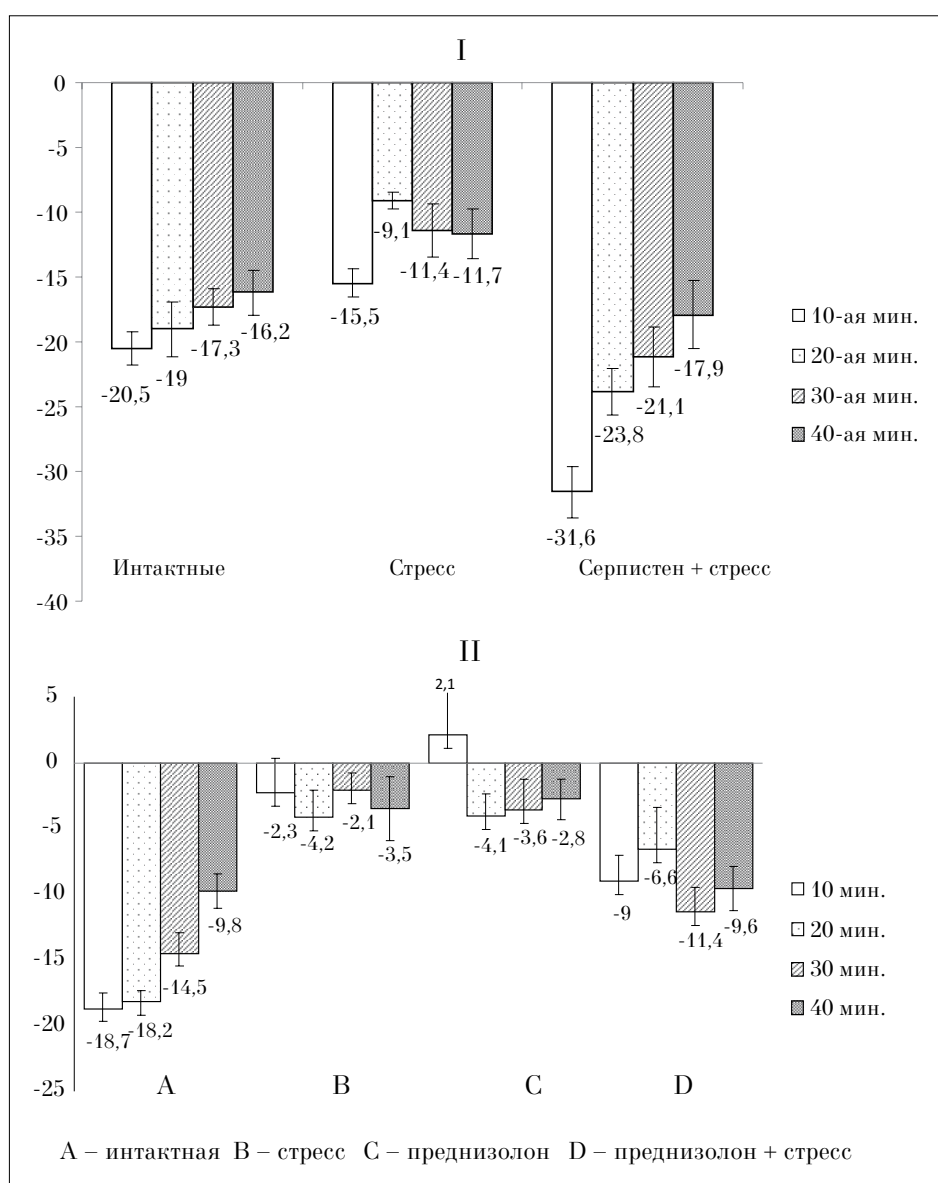 I
0
-5
-10
-15
-20
-25
-30
-35
-40
-20,5
-19
-17,3
-16,2
-15,5
-9,1
-11,4
-11,7
-31,6
-23,8
-21,1
-17,9
Интактные
Стресс
Серпистен + стресс
10-ая мин.
20-ая мин.
30-ая мин.
40-ая мин.
II
5
0
-5
-10
-15
-20
-25
-18,7
-18,2
-14,5
-9,8
-2,3
-4,2
-2,1
-3,5
2,1
-4,1
-3,6
-2,8
-9
-6,6
-11,4
-9,6
A
B
C
D
10 мин.
20 мин.
30 мин.
40 мин.
A – интактная B – стресс C – преднизолон D – преднизолон + стресс